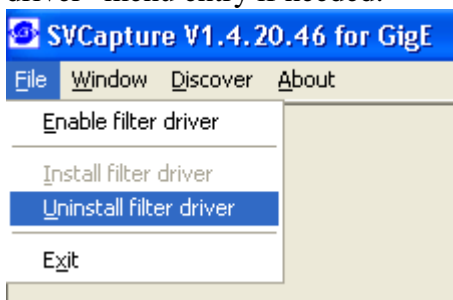 driver" menu entry if needed.
SVCapture V1.4.20.46 for GigE
File Window Discover About
Enable filter driver
Install filter driver
Uninstall filter driver
Exit